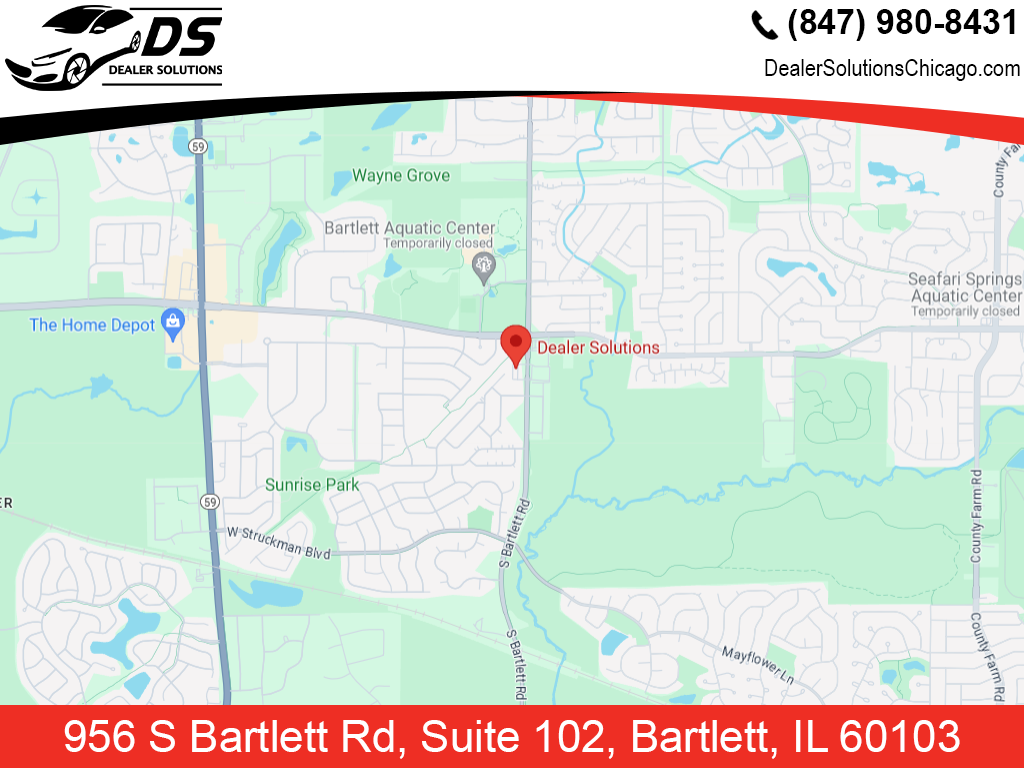 DS
DEALER SOLUTIONS
(847) 980-8431
DealerSolutionsChicago.com
59
Wayne Grove
County Fa
Bartlett Aquatic Center
Temporarily closed
Seafari Springs
Aquatic Center
Temporarily closed
The Home Depot
Dealer Solutions
Sunrise Park
ER
59
W Struckman Blvd
S Bartlett Rd
County Farm Rd
S Bartlett Rd
Mayflower Ln
County Farm Rd
956 S Bartlett Rd, Suite 102, Bartlett, IL 60103